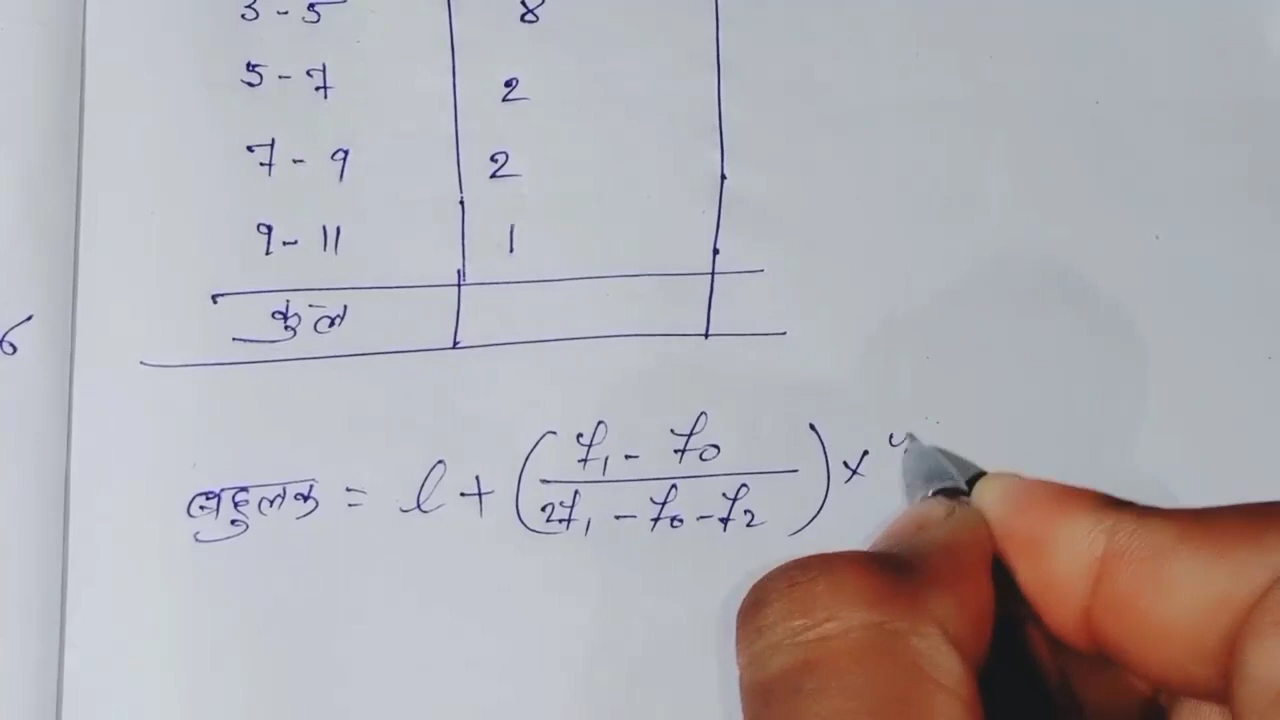 3 - 5 8
5 - 7 2
7 - 9 2
9 - 11 1
कुल
6
बहुलक = l + (f₁ - f₀ / 2f₁ - f₀ - f₂) ×